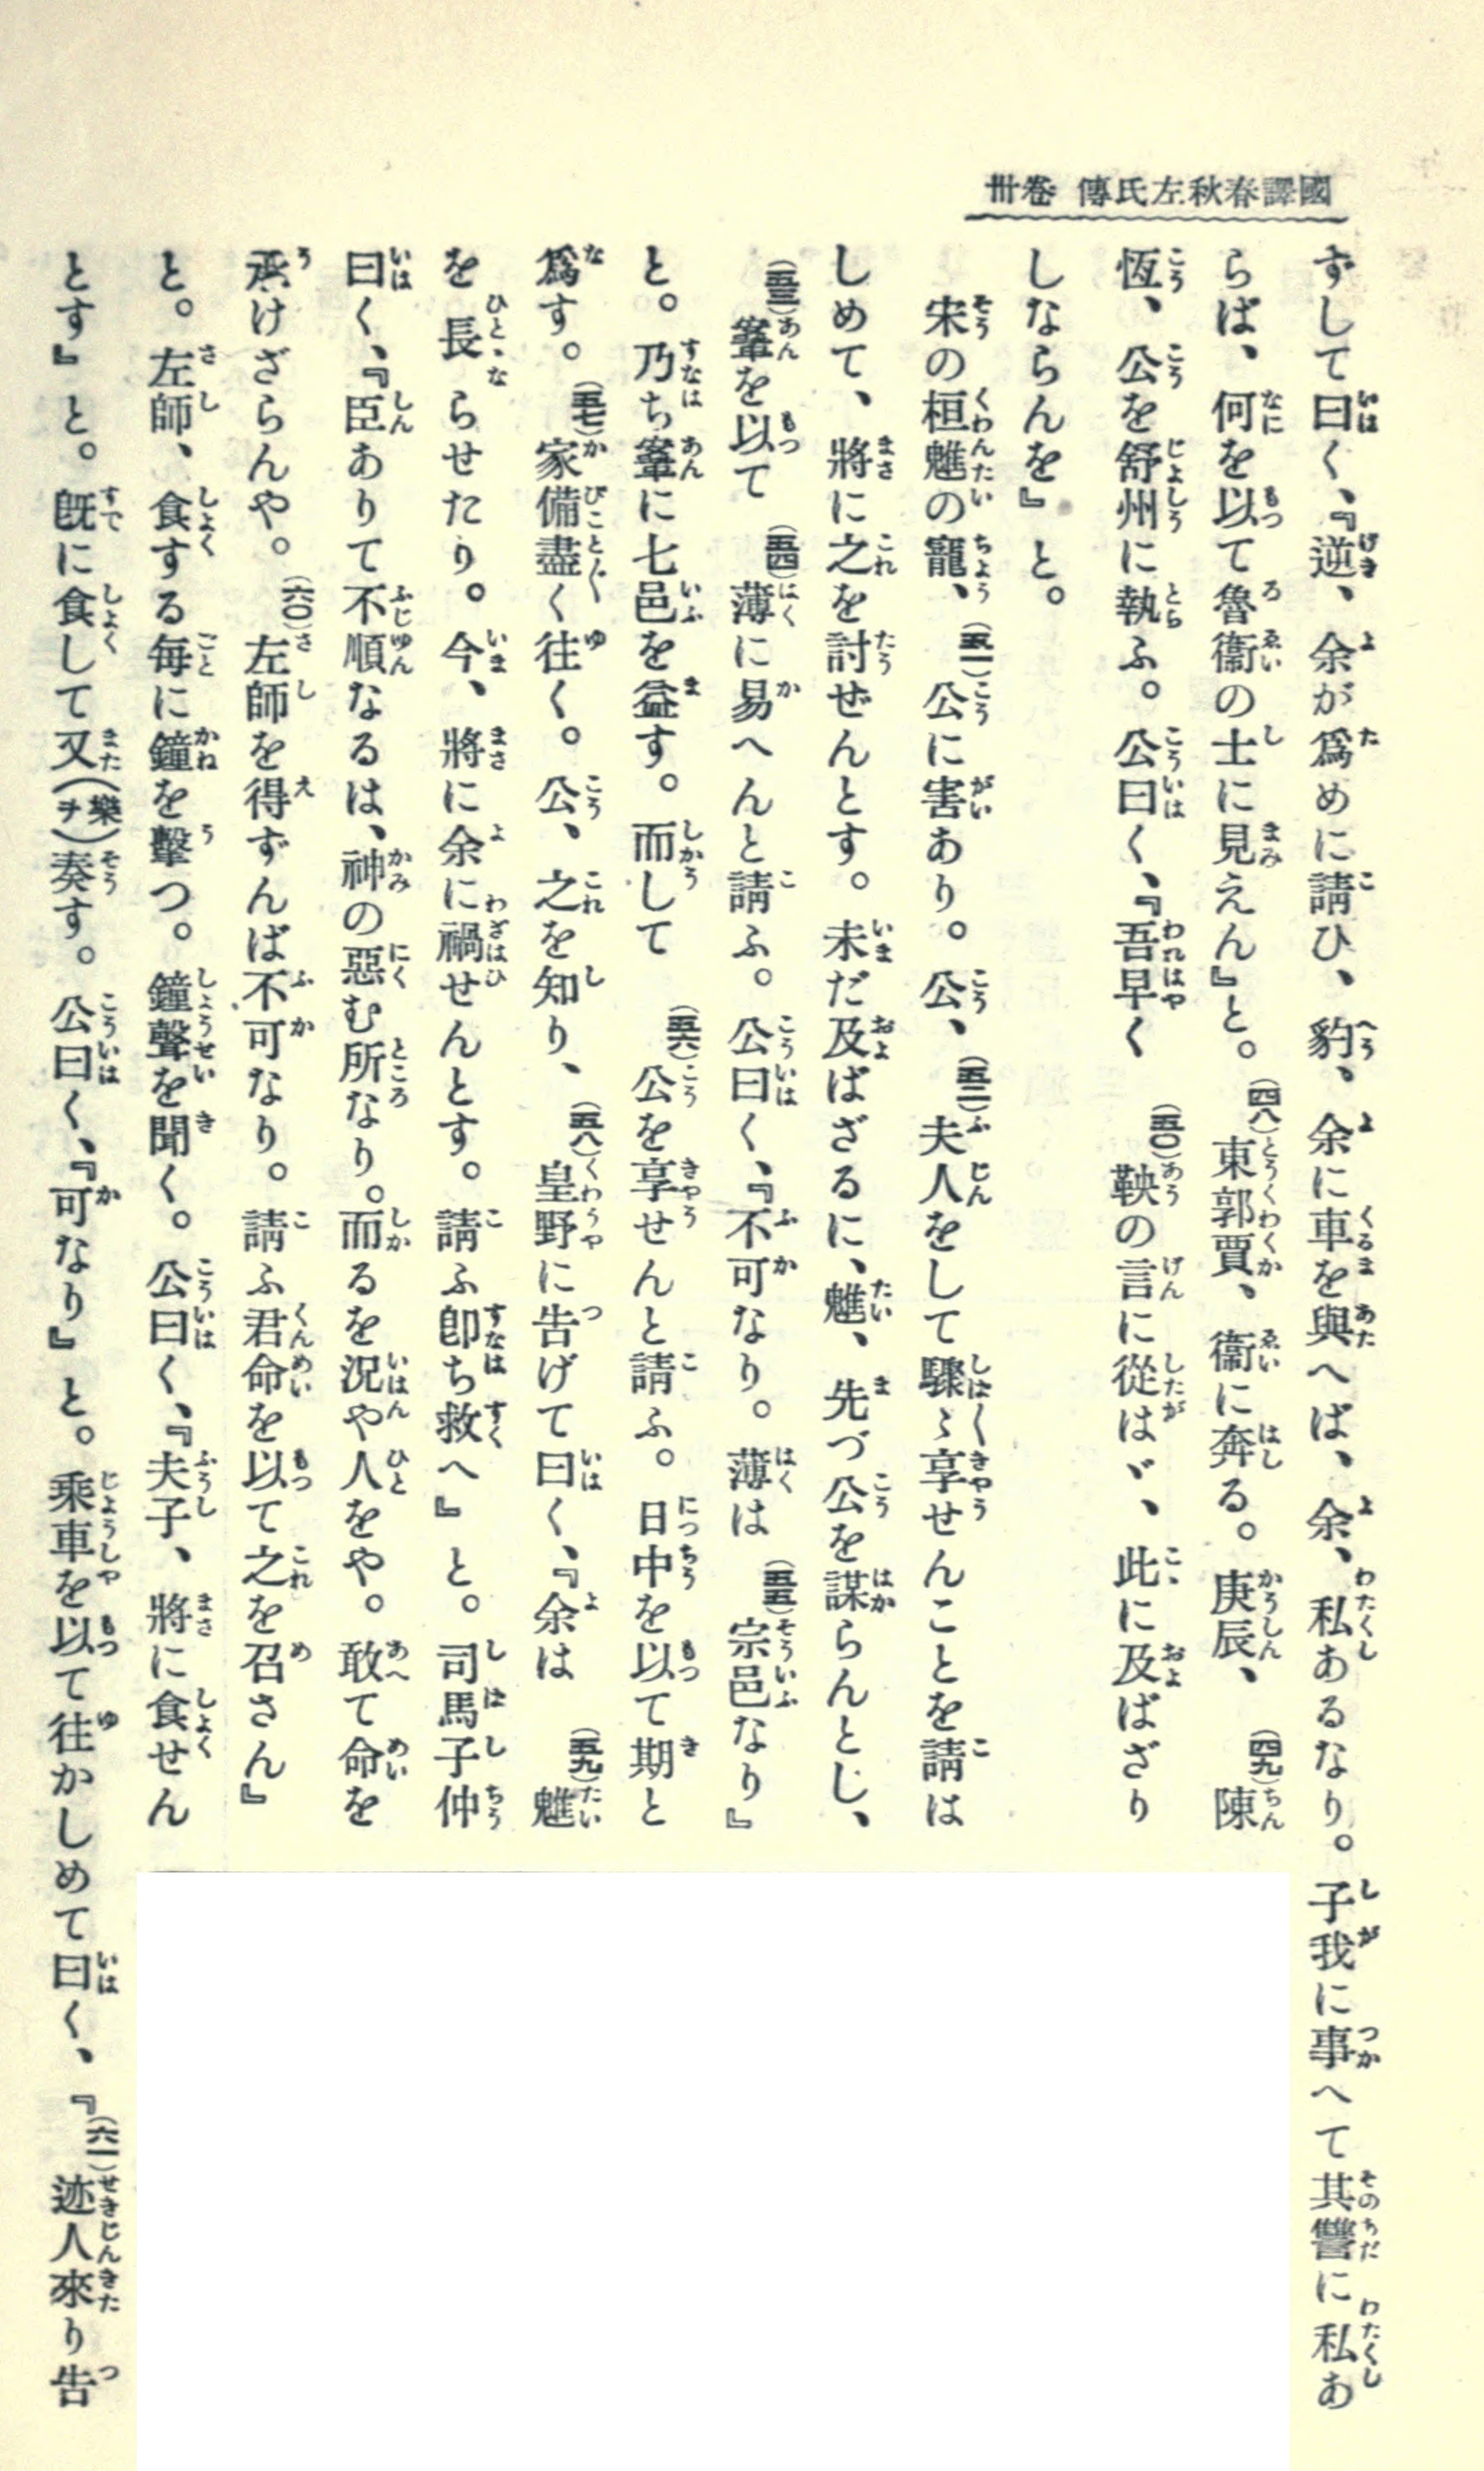 國譯春秋左氏傳 卷卅
ずして曰く、『逆、余が爲めに請ひ、豹、余に車を與へば、余、私あるなり。子我に事へて其讐に私あ
らば、何を以て魯衞の士に見えん』と。(四八)東郭賈、衞に奔る。庚辰、(四九)陳
恆、公を舒州に執ふ。公曰く、『吾早く(五〇)鞅の言に從はゞ、此に及ばざり
しならんを』と。
宋の桓魋の寵、(五一)公に害あり。公、(五二)夫人をして驟〻享せんことを請は
しめて、將に之を討ぜんとす。未だ及ばざるに、魋、先づ公を謀らんとし、
(五三)鞌を以て(五四)薄に易へんと請ふ。公曰く、『不可なり。薄は(五五)宗邑なり』
と。乃ち鞌に七邑を益す。而して(五六)公を享せんと請ふ。日中を以て期と
爲す。(五七)家備盡く往く。公、之を知り、(五八)皇野に告げて曰く、『余は(五九)魋
を長らせたり。今、將に余に禍せんとす。請ふ卽ち救へ』と。司馬子仲
曰く、『臣ありて不順なるは、神の惡む所なり。而るを況や人をや。敢て命を
承けざらんや。(六〇)左師を得ずんば不可なり。請ふ君命を以て之を召さん』
と。左師、食する每に鐘を擊つ。鐘聲を聞く。公曰く、『夫子、將に食せん
とす』と。旣に食して又(樂ヲ)奏す。公曰く、『可なり』と。乘車を以て往かしめて曰く、『(六一)迹人來り告